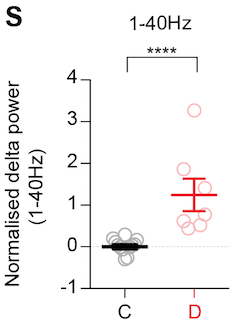 S
1-40Hz
****
Normalised delta power
(1-40Hz)
4
3
2
1
0
-1
C
D